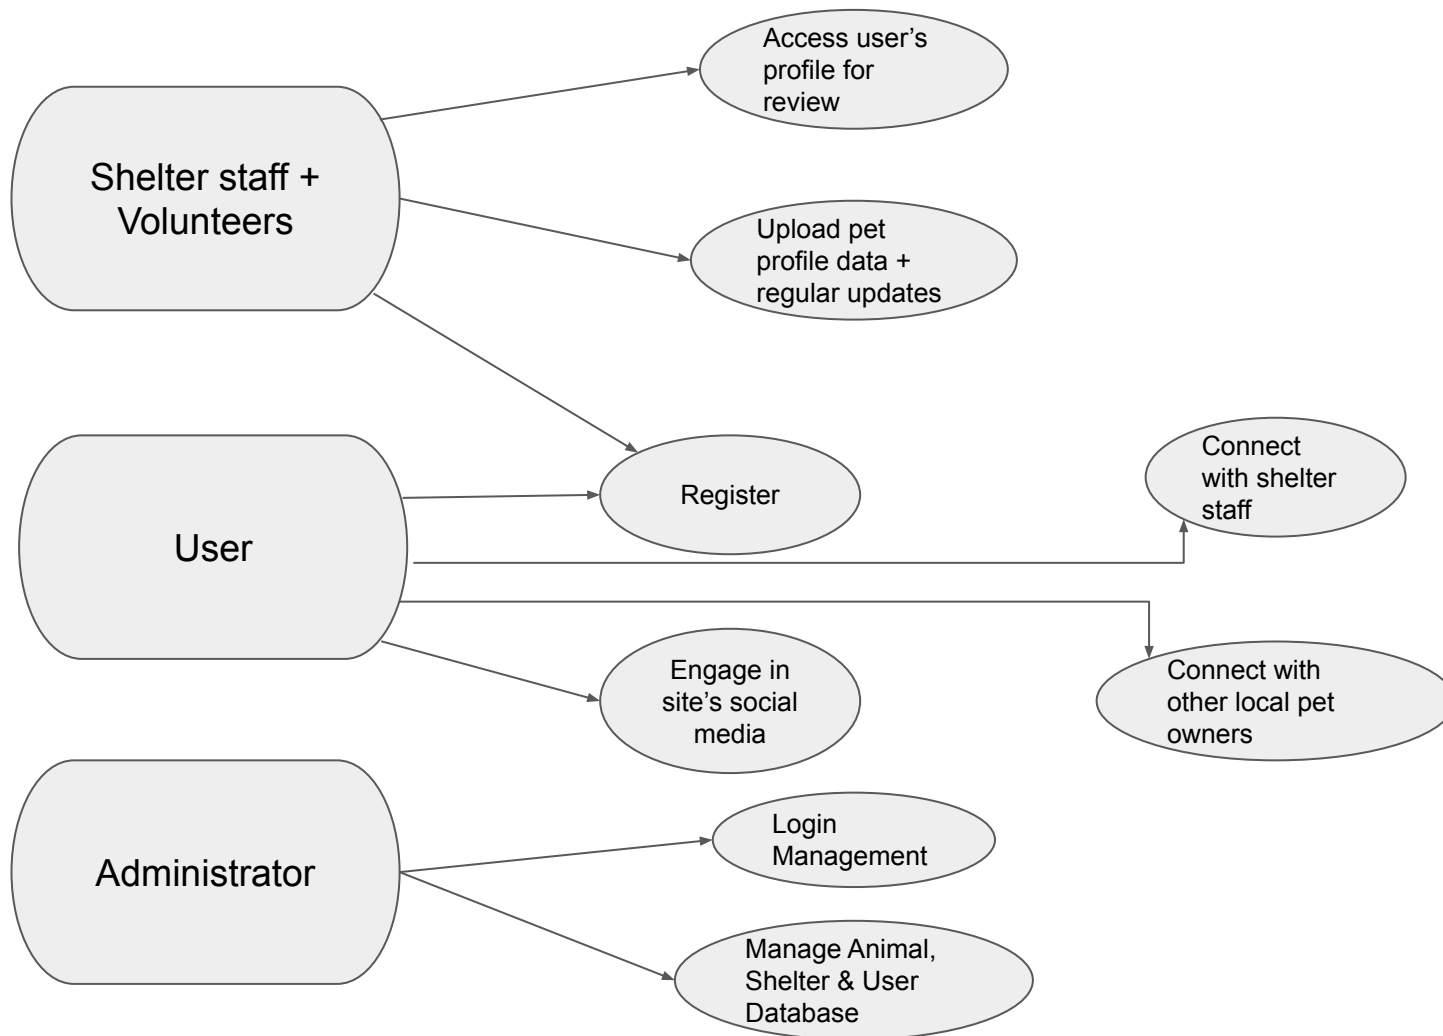 Access user’s
profile for
review
Shelter staff +
Volunteers
Upload pet
profile data +
regular updates
Register
Connect
with shelter
staff
User
Engage in
site’s social
media
Connect with
other local pet
owners
Login
Management
Administrator
Manage Animal,
Shelter & User
Database